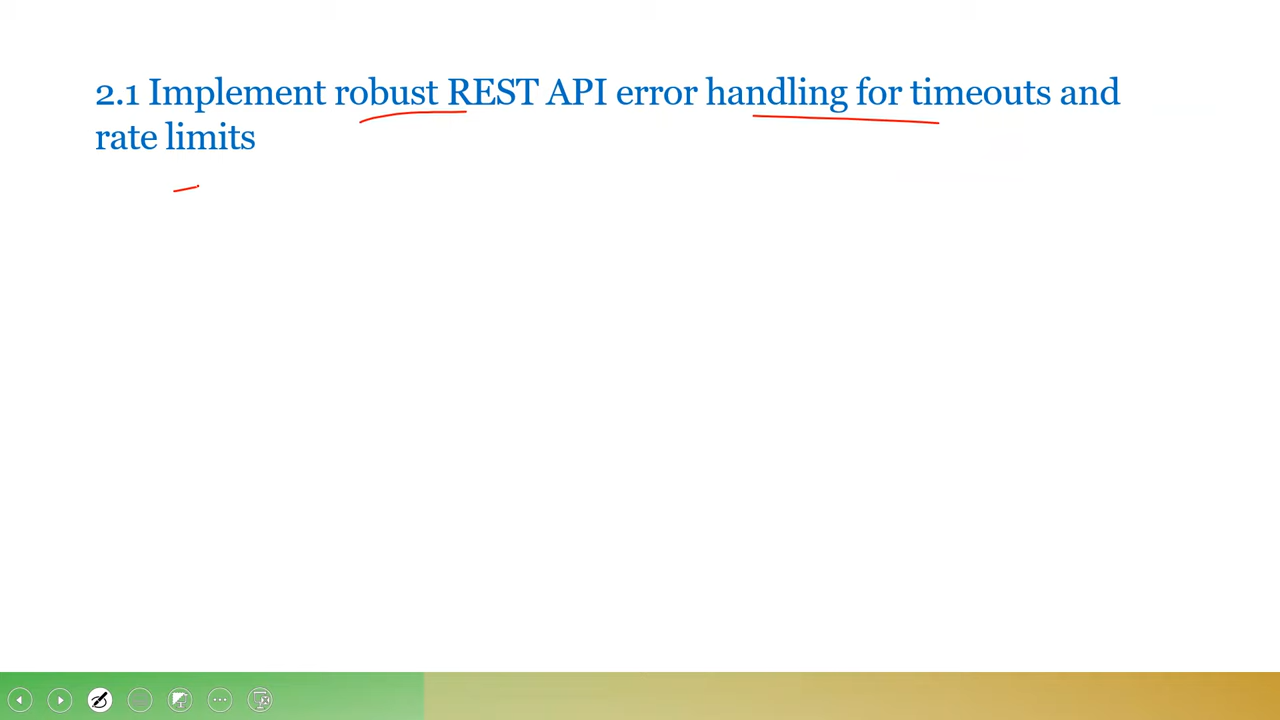 2.1 Implement robust REST API error handling for timeouts and
rate limits